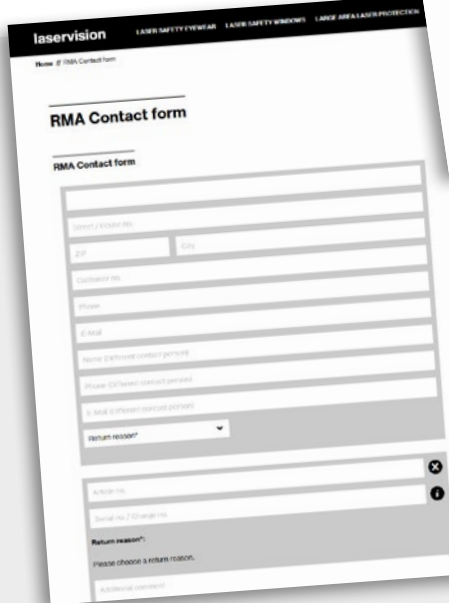 laservision
LASER SAFETY EYEWEAR LASER SAFETY WINDOWS LARGE AREA LASER PROTECTION
Home // RMA Contact form
RMA Contact form
RMA Contact form
Street / House no.
ZIP City
Customer no.
Phone
E-Mail
Name (Different contact person)
Phone (Different contact person)
E-Mail (Different contact person)
Return reason*
Article no.
Serial no. / Charge no.
Return reason*:
Please choose a return reason.
Additional comment